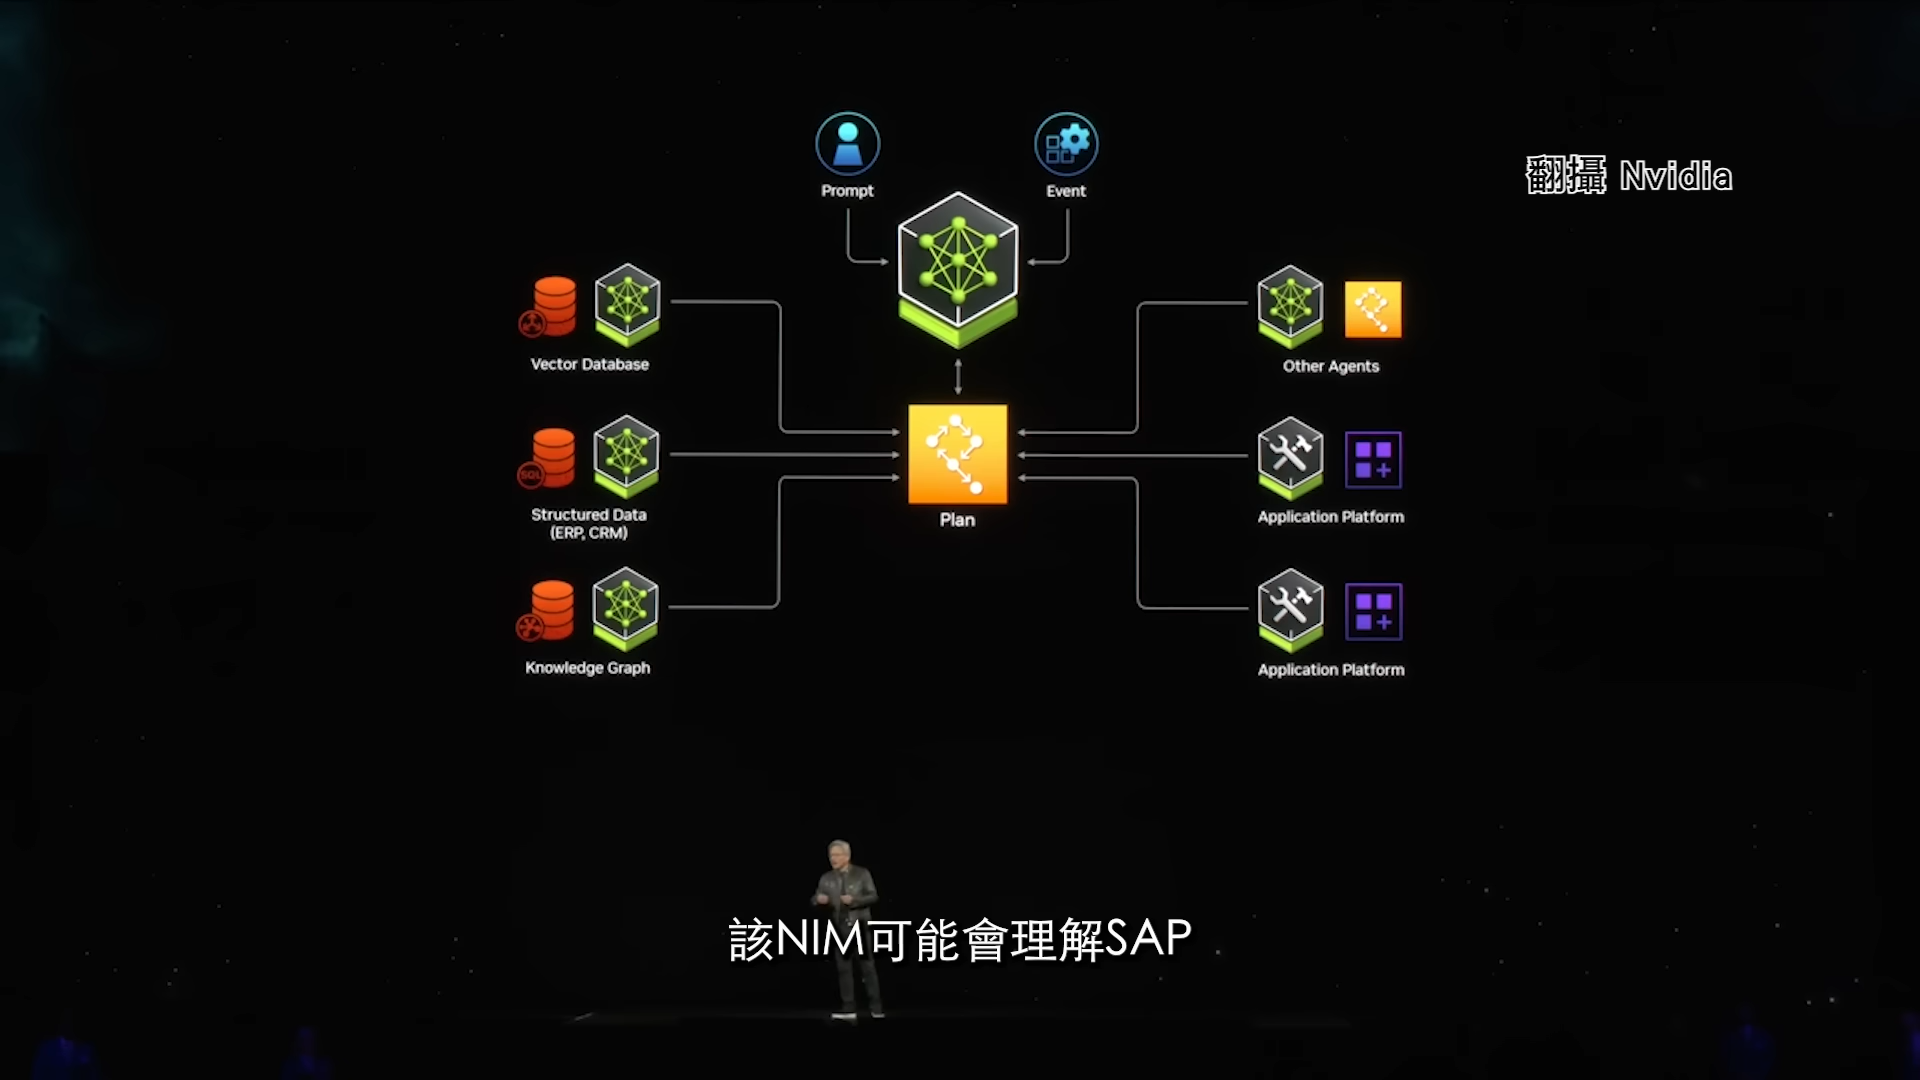 Prompt
Event
翻攝 Nvidia
Vector Database
Other Agents
SQL
Structured Data
(ERP, CRM)
Plan
Application Platform
Knowledge Graph
Application Platform
該NIM可能會理解SAP